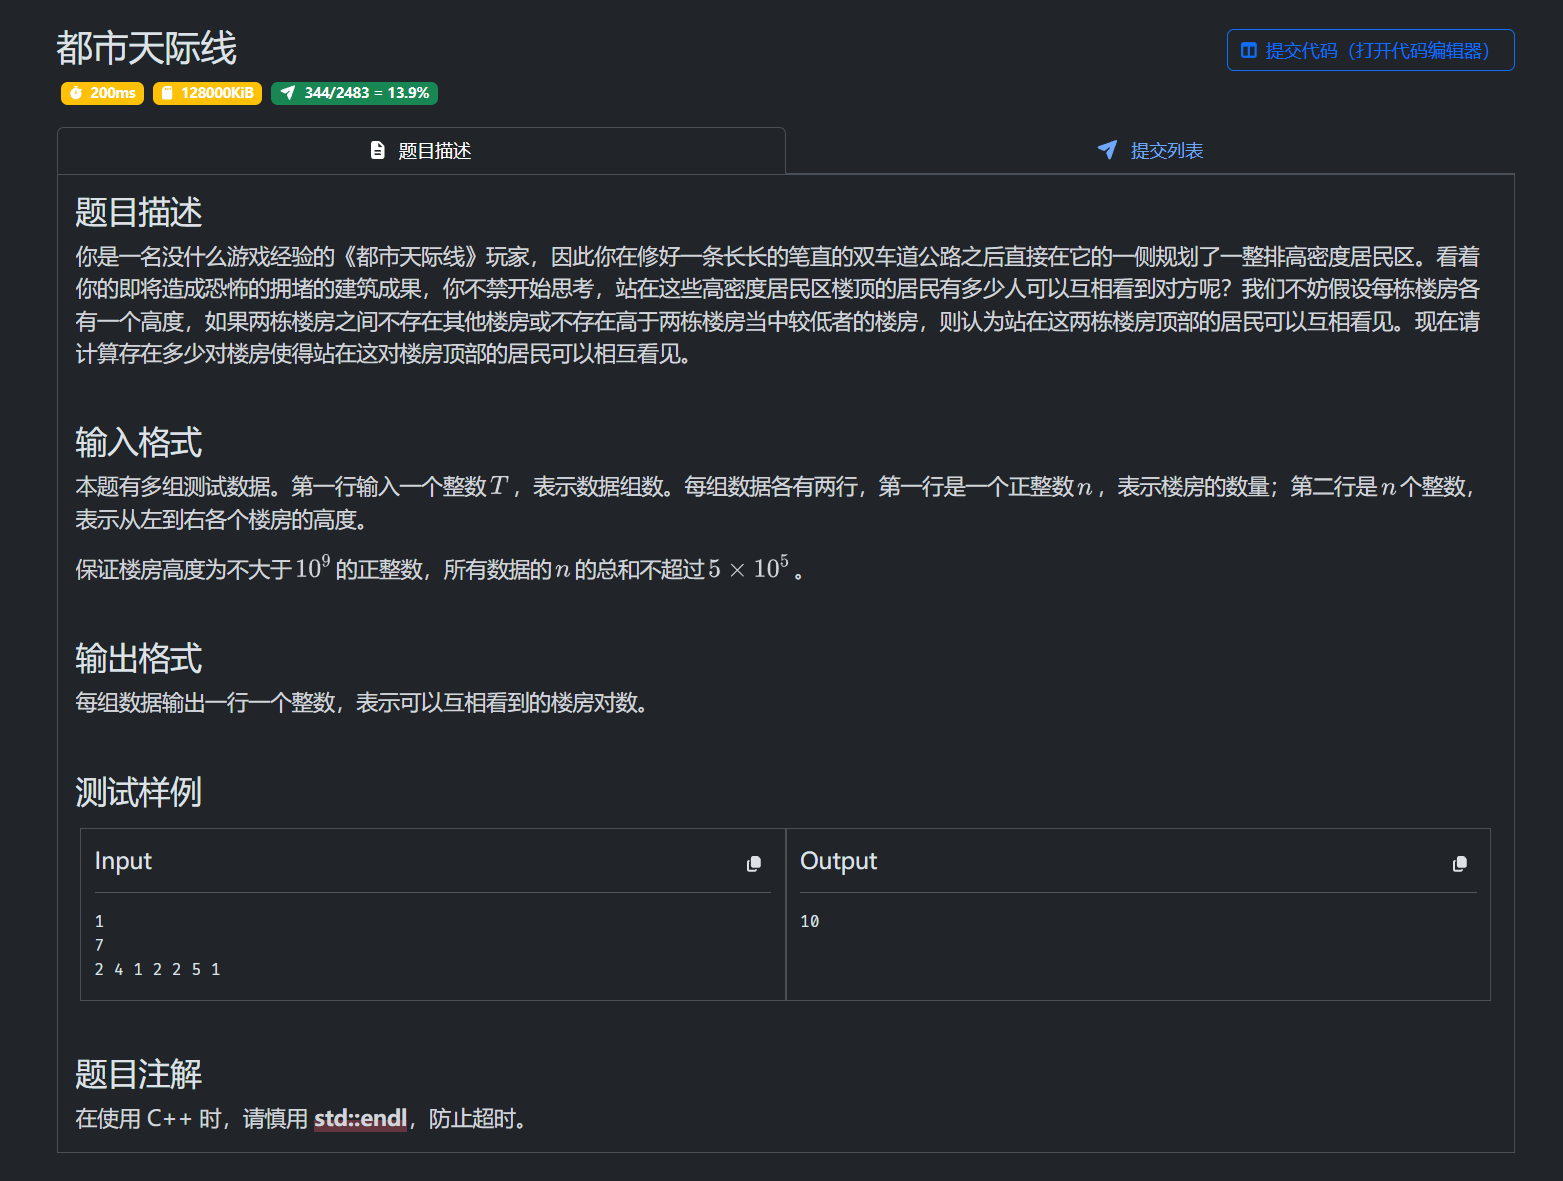 都市天际线
提交代码（打开代码编辑器）
200ms 128000KiB 344/2483 = 13.9%
题目描述 提交列表
题目描述
你是一名没什么游戏经验的《都市天际线》玩家，因此你在修好一条长长的笔直的双车道公路之后直接在它的一侧规划了一整排高密度居民区。看着
你的即将造成恐怖的拥堵的建筑成果，你不禁开始思考，站在这些高密度居民区楼顶的居民有多少人可以互相看到对方呢？我们不妨假设每栋楼房各
有一个高度，如果两栋楼房之间不存在其他楼房或不存在高于两栋楼房当中较低者的楼房，则认为站在这两栋楼房顶部的居民可以互相看见。现在请
计算存在多少对楼房使得站在这对楼房顶部的居民可以相互看见。
输入格式
本题有多组测试数据。第一行输入一个整数 T，表示数据组数。每组数据各有两行，第一行是一个正整数 n，表示楼房的数量；第二行是 n 个整数，
表示从左到右各个楼房的高度。
保证楼房高度为不大于 10^9 的正整数，所有数据的 n 的总和不超过 5 × 10^5。
输出格式
每组数据输出一行一个整数，表示可以互相看到的楼房对数。
测试样例
Input
1
7
2 4 1 2 2 5 1
Output
10
题目注解
在使用 C++ 时，请慎用 std::endl，防止超时。